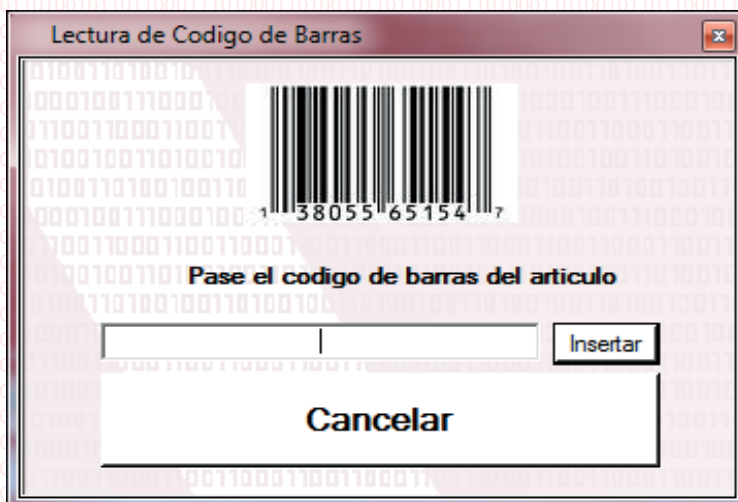 Lectura de Codigo de Barras
1 38055 65154 7
Pase el codigo de barras del articulo
Insertar
Cancelar